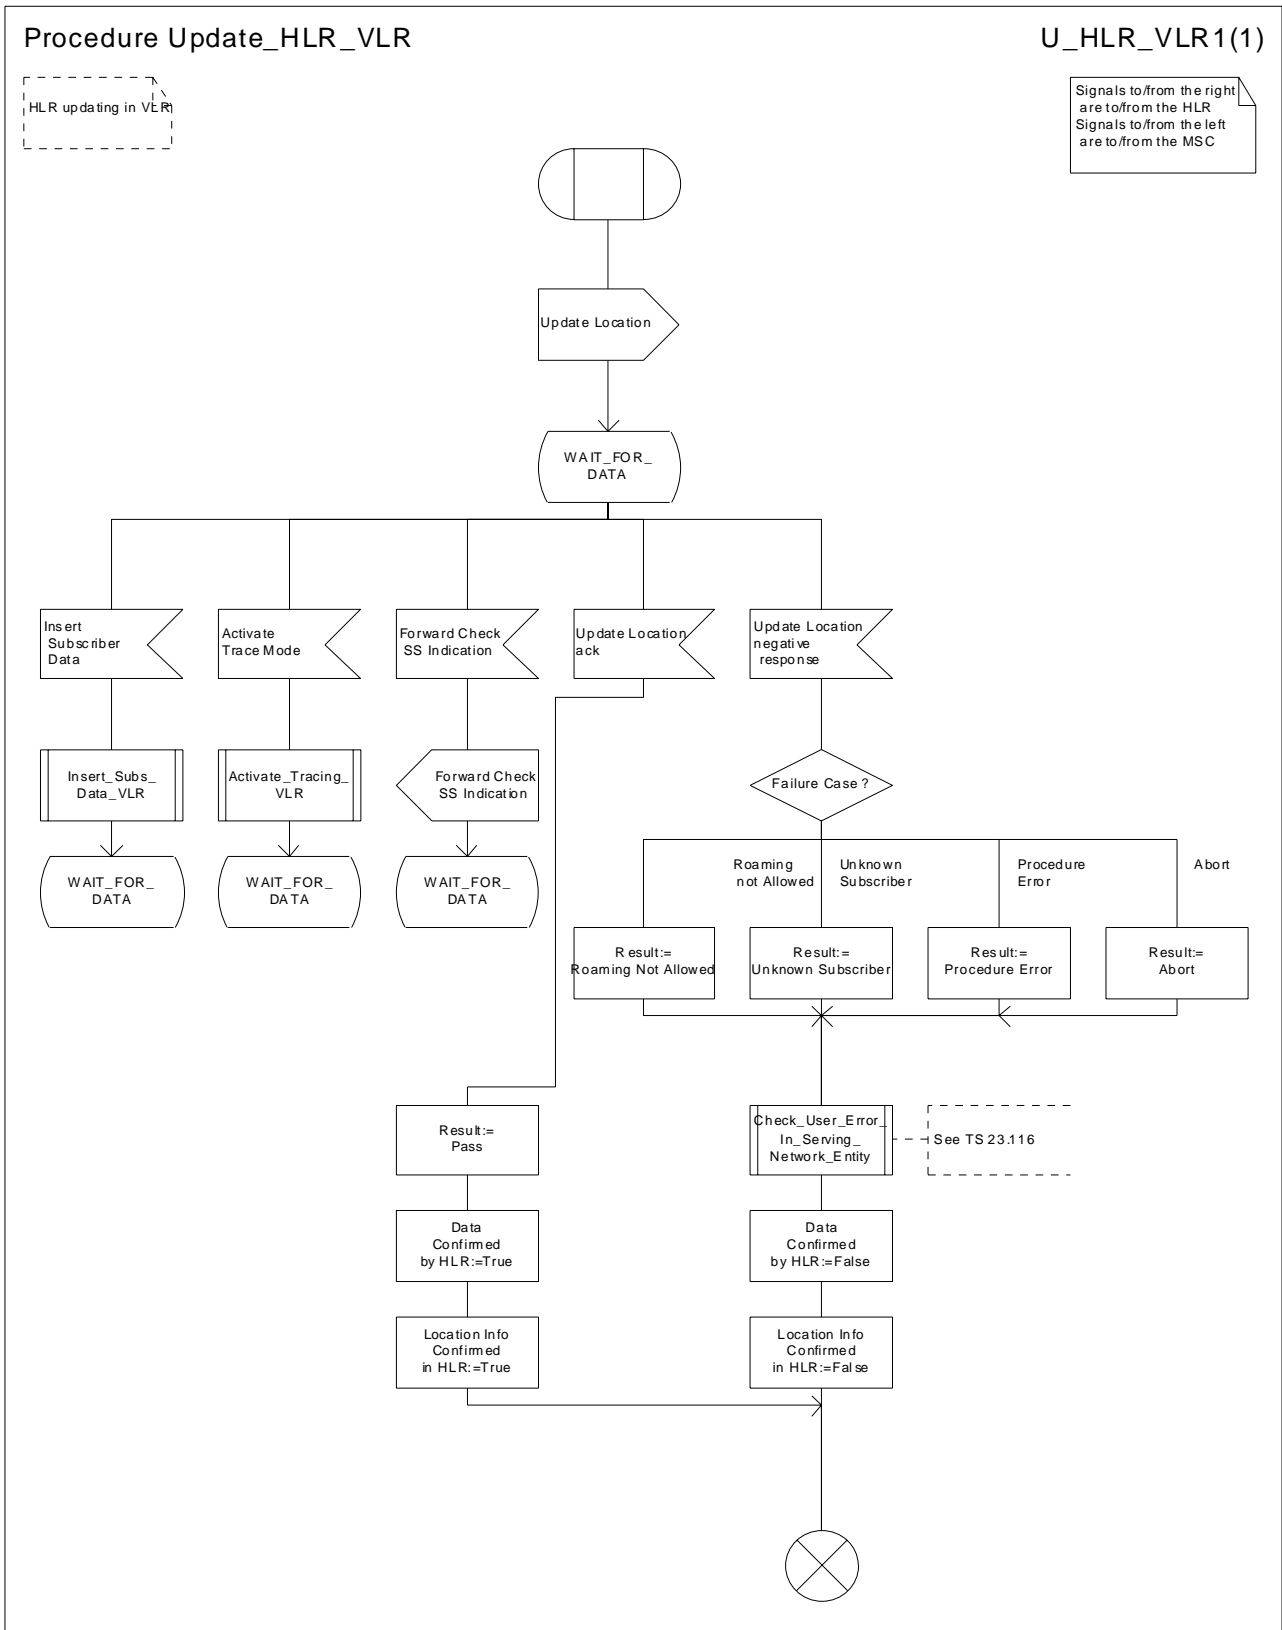 Procedure Update_HLR_VLR
U_HLR_VLR1(1)
HLR updating in VLR
Signals to/from the right
are to/from the HLR
Signals to/from the left
are to/from the MSC
Update Location
WAIT_FOR_
DATA
Insert
Subscriber
Data
Activate
Trace Mode
Forward Check
SS Indication
Update Location
ack
Update Location
negative
response
Insert_Subs_
Data_VLR
Activate_Tracing_
VLR
Forward Check
SS Indication
Failure Case ?
WAIT_FOR_
DATA
WAIT_FOR_
DATA
WAIT_FOR_
DATA
Roaming
not Allowed
Unknown
Subscriber
Procedure
Error
Abort
Result:=
Roaming Not Allowed
Result:=
Unknown Subscriber
Result:=
Procedure Error
Result:=
Abort
Result:=
Pass
Check_User_Error_
In_Serving_
Network_Entity
See TS 23.116
Data
Confirmed
by HLR:=True
Data
Confirmed
by HLR:=False
Location Info
Confirmed
in HLR:=True
Location Info
Confirmed
in HLR:=False